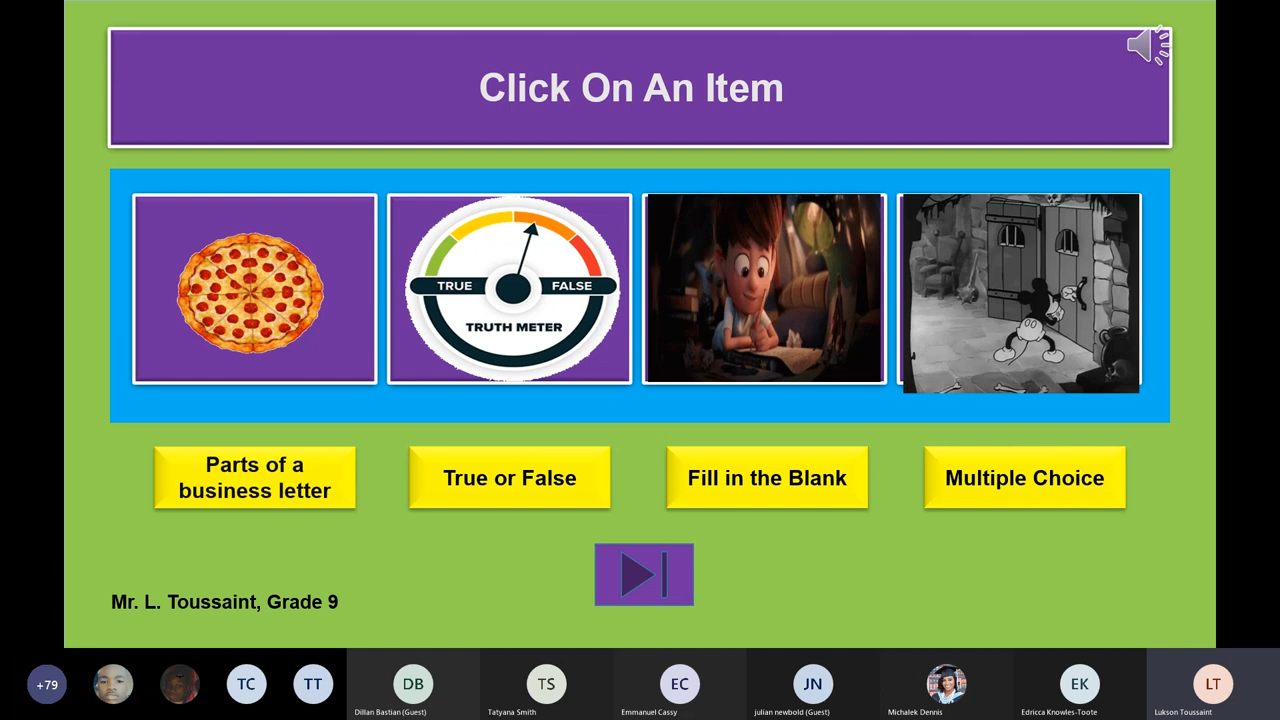 Click On An Item
TRUE FALSE
TRUTH METER
Parts of a
business letter
True or False
Fill in the Blank
Multiple Choice
Mr. L. Toussaint, Grade 9
+79
TC
TT
DB
TS
EC
JN
EK
LT
Dillan Bastian (Guest)
Tatyana Smith
Emmanuel Cassy
julian newbold (Guest)
Michalek Dennis
Edricca Knowles-Toote
Lukson Toussaint